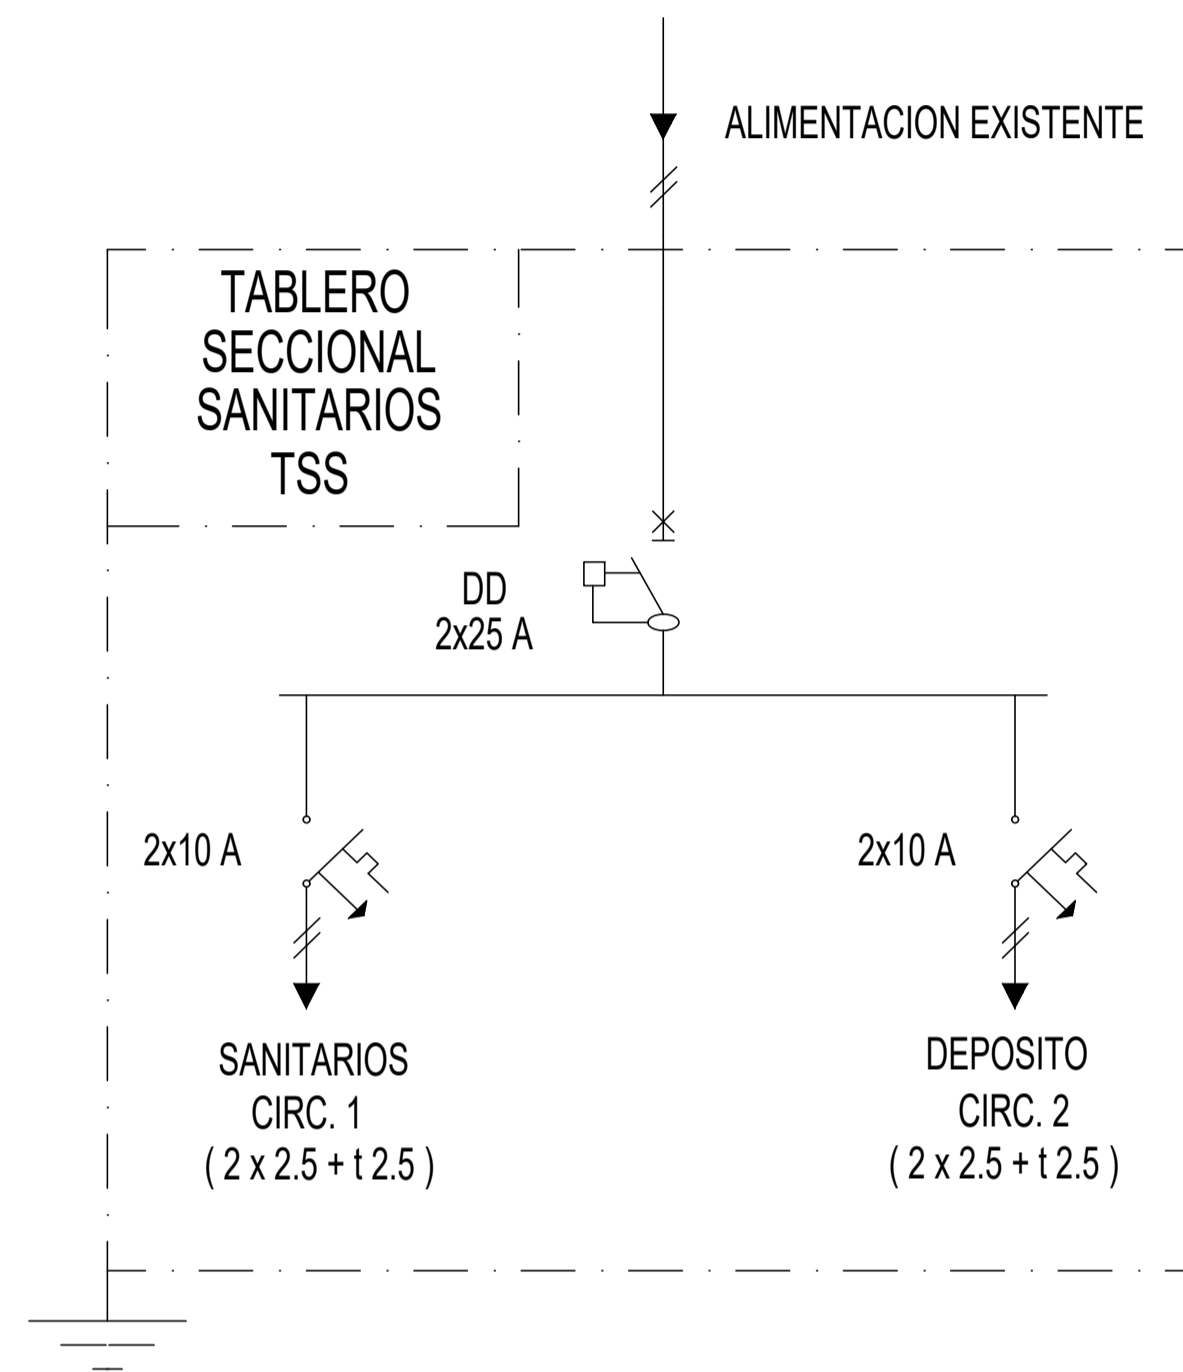 ALIMENTACION EXISTENTE
TABLERO
SECCIONAL
SANITARIOS
TSS
DD
2x25 A
2x10 A
2x10 A
SANITARIOS
CIRC. 1
( 2 x 2.5 + t 2.5 )
DEPOSITO
CIRC. 2
( 2 x 2.5 + t 2.5 )